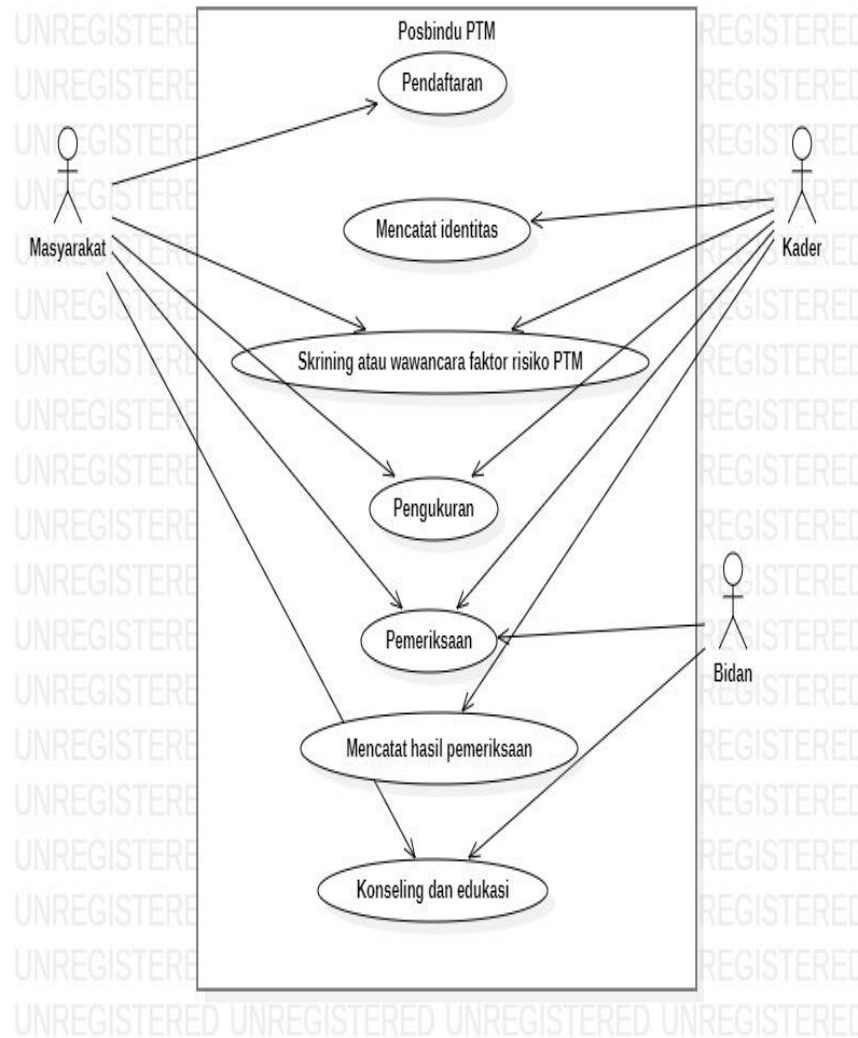 Posbindu PTM
Pendaftaran
Masyarakat
Mencatat identitas
Kader
Skrining atau wawancara faktor risiko PTM
Pengukuran
Pemeriksaan
Bidan
Mencatat hasil pemeriksaan
Konseling dan edukasi
UNREGISTERED UNREGISTERED UNREGISTERED UNREGISTERED